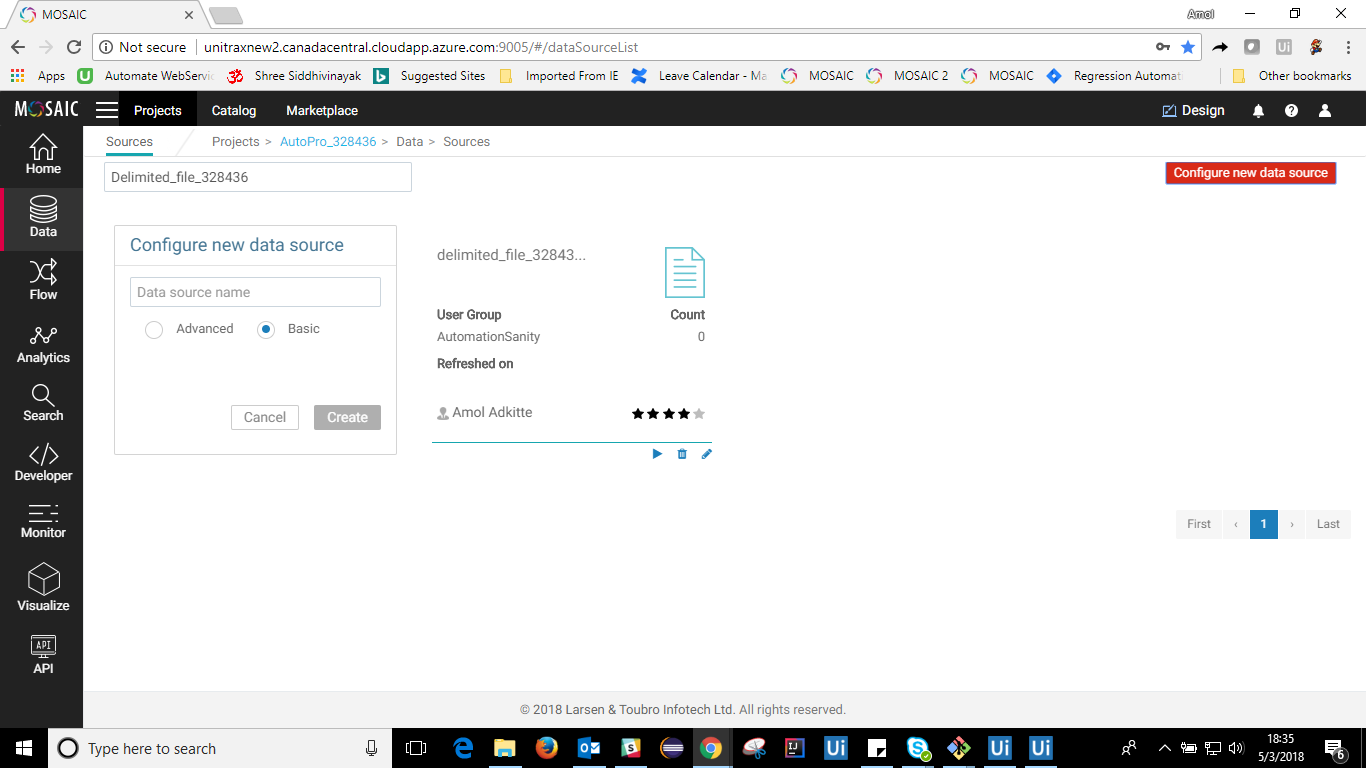 MOSAIC
Amol
Not secure | unitraxnew2.canadacentral.cloudapp.azure.com:9005/#/dataSourceList
Apps Automate WebServic Shree Siddhivinayak Suggested Sites Imported From IE Leave Calendar - Ma MOSAIC MOSAIC 2 MOSAIC Regression Automat Other bookmarks
MOSAIC Projects Catalog Marketplace Design
Sources Projects > AutoPro_328436 > Data > Sources
Home
Data
Flow
Analytics
Search
Developer
Monitor
Visualize
API
API
Delimited_file_328436
Configure new data source
Configure new data source
Data source name
Advanced Basic
Cancel Create
delimited_file_32843...
User Group Count
AutomationSanity 0
Refreshed on
Amol Adkitte
First ‹ 1 › Last
© 2018 Larsen & Toubro Infotech Ltd. All rights reserved.
Type here to search
18:35
5/3/2018
6